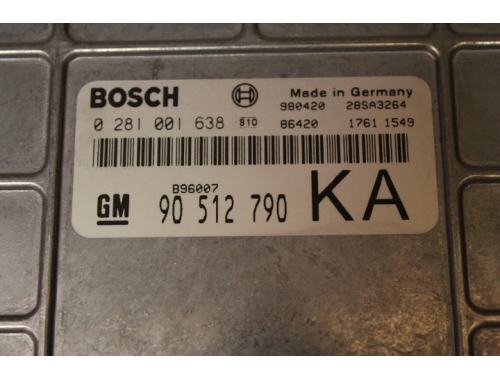 BOSCH Made in Germany
980420 28SA3264
0 281 001 638 810 86420 1761 1549
B96007
GM 90 512 790 KA